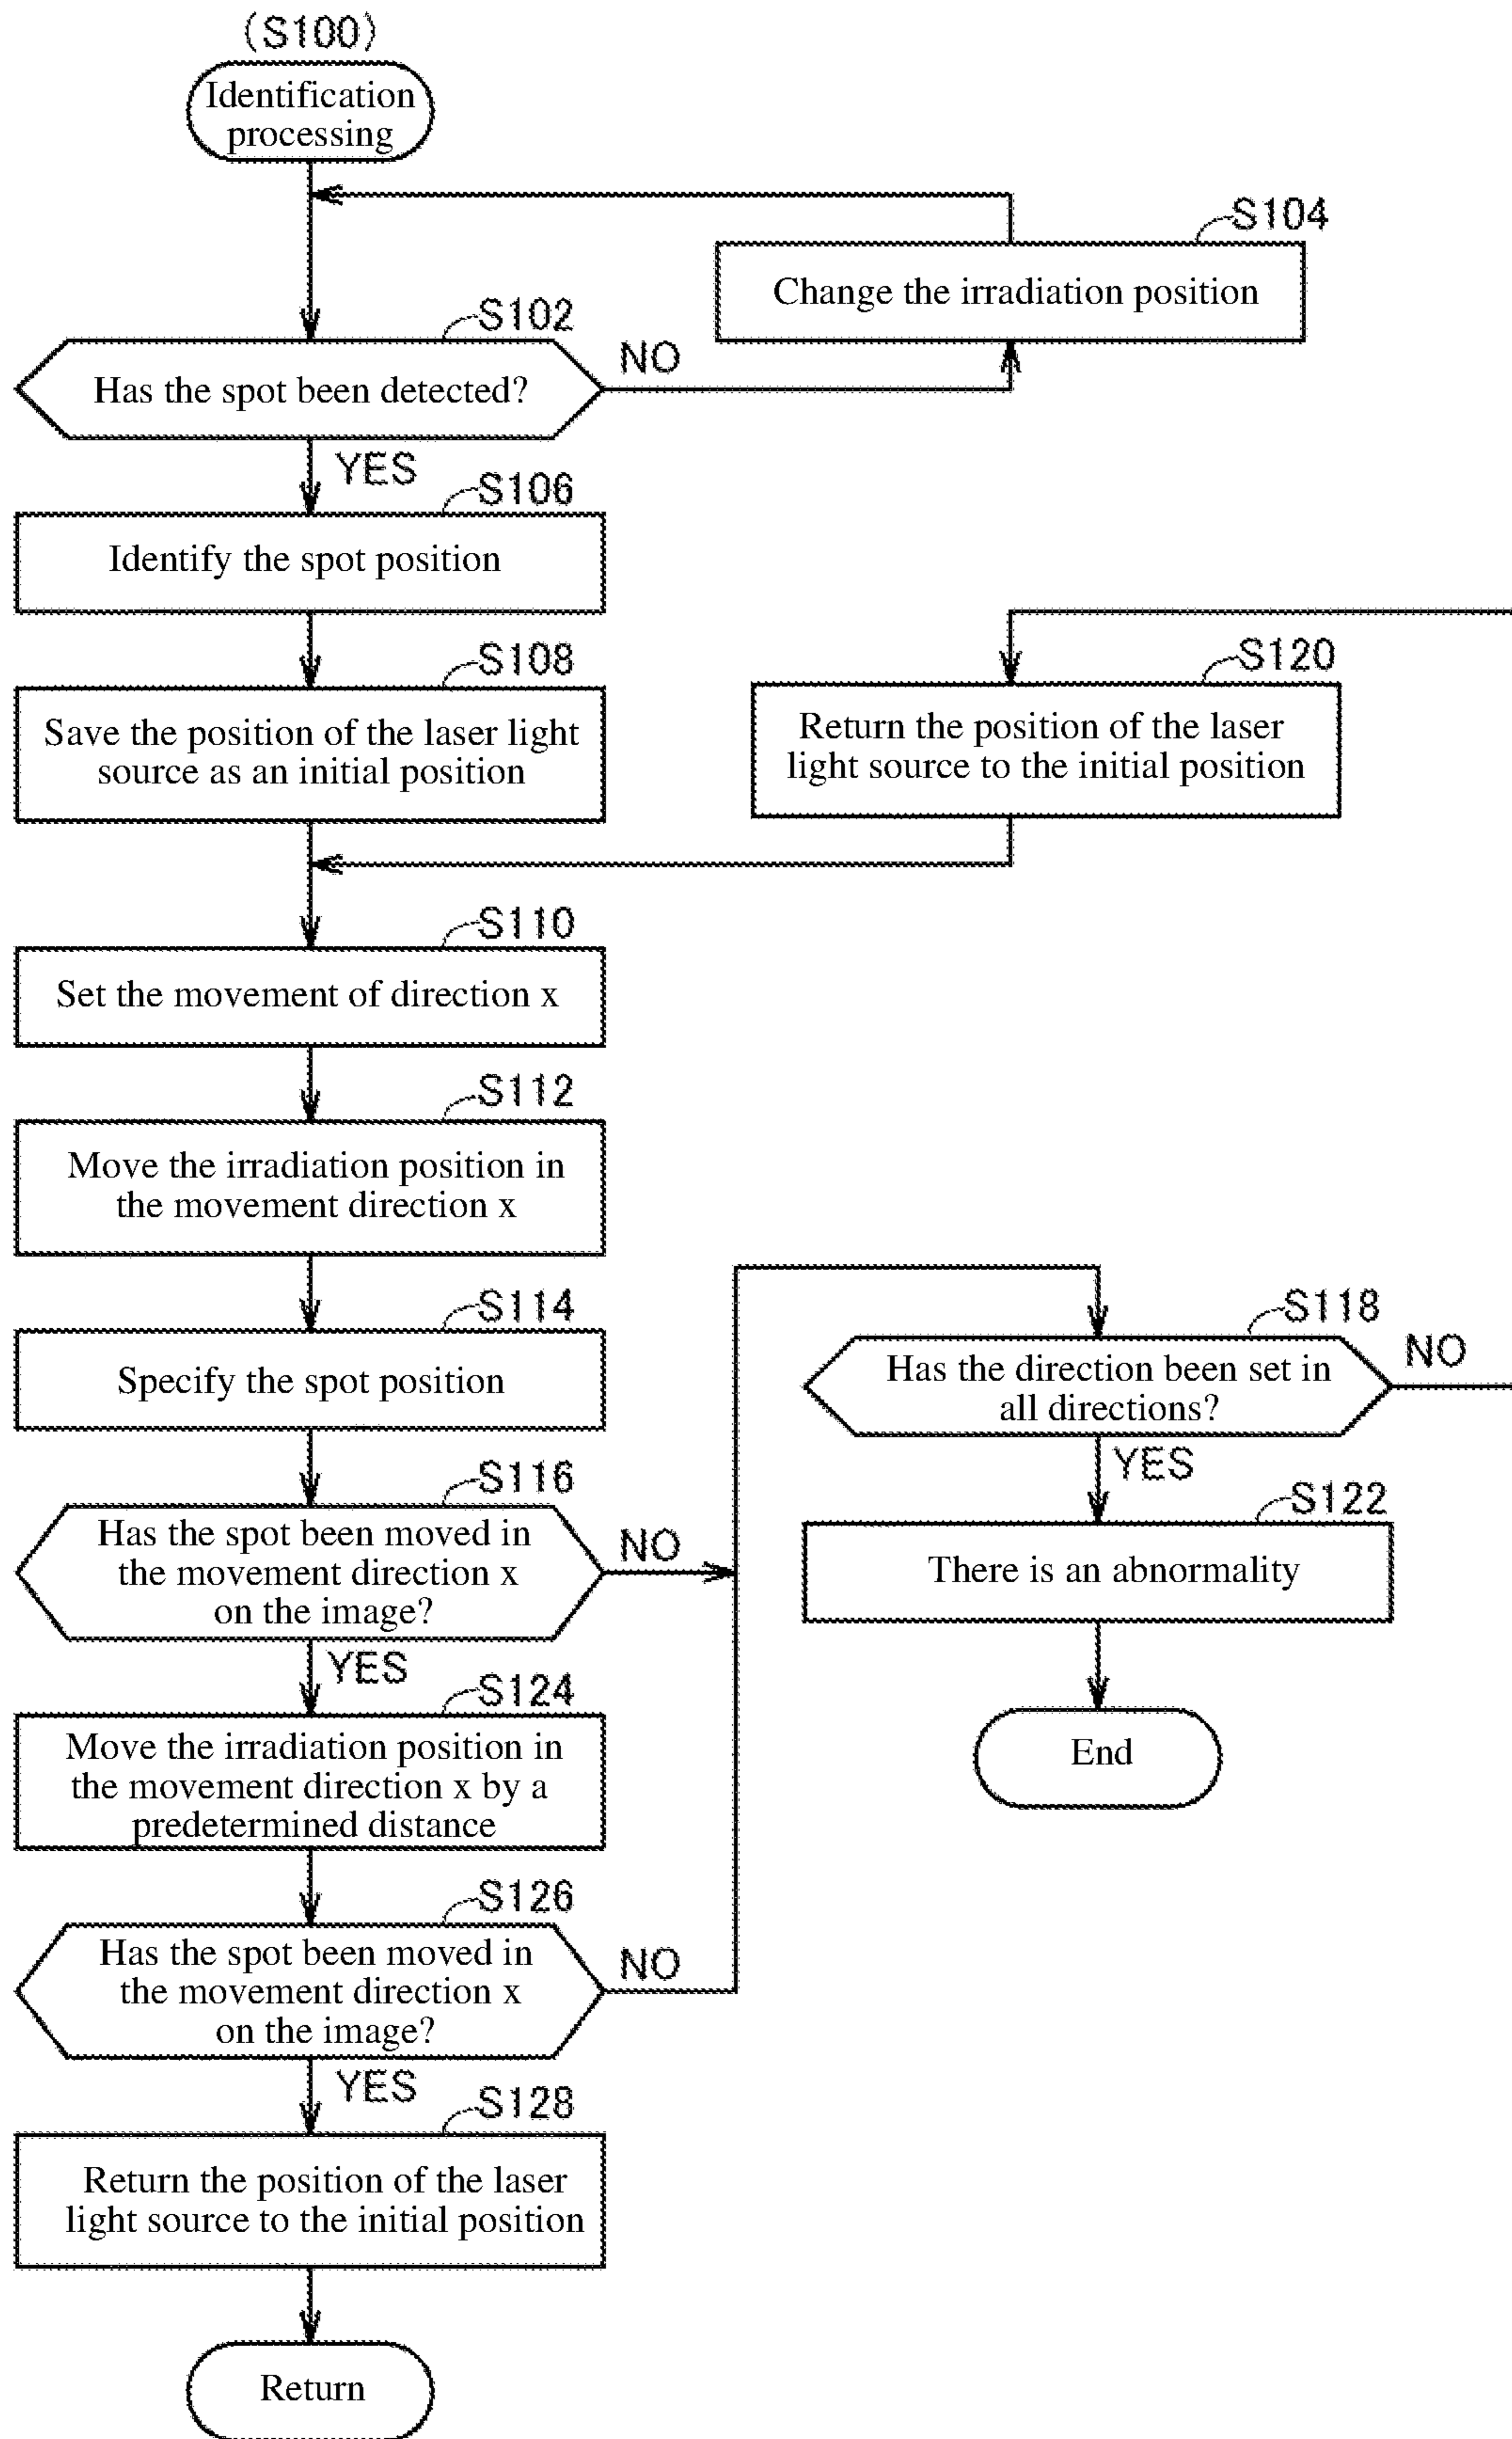 (S100)
Identification
processing
S104
Change the irradiation position
S102
Has the spot been detected?
NO
YES
S106
Identify the spot position
S108
Save the position of the laser light
source as an initial position
S120
Return the position of the laser
light source to the initial position
S110
Set the movement of direction x
S112
Move the irradiation position in
the movement direction x
S114
Specify the spot position
S118
Has the direction been set in
all directions?
NO
YES
S116
Has the spot been moved in
the movement direction x
on the image?
NO
YES
S122
There is an abnormality
End
S124
Move the irradiation position in
the movement direction x by a
predetermined distance
S126
Has the spot been moved in
the movement direction x
on the image?
NO
YES
S128
Return the position of the laser
light source to the initial position
Return